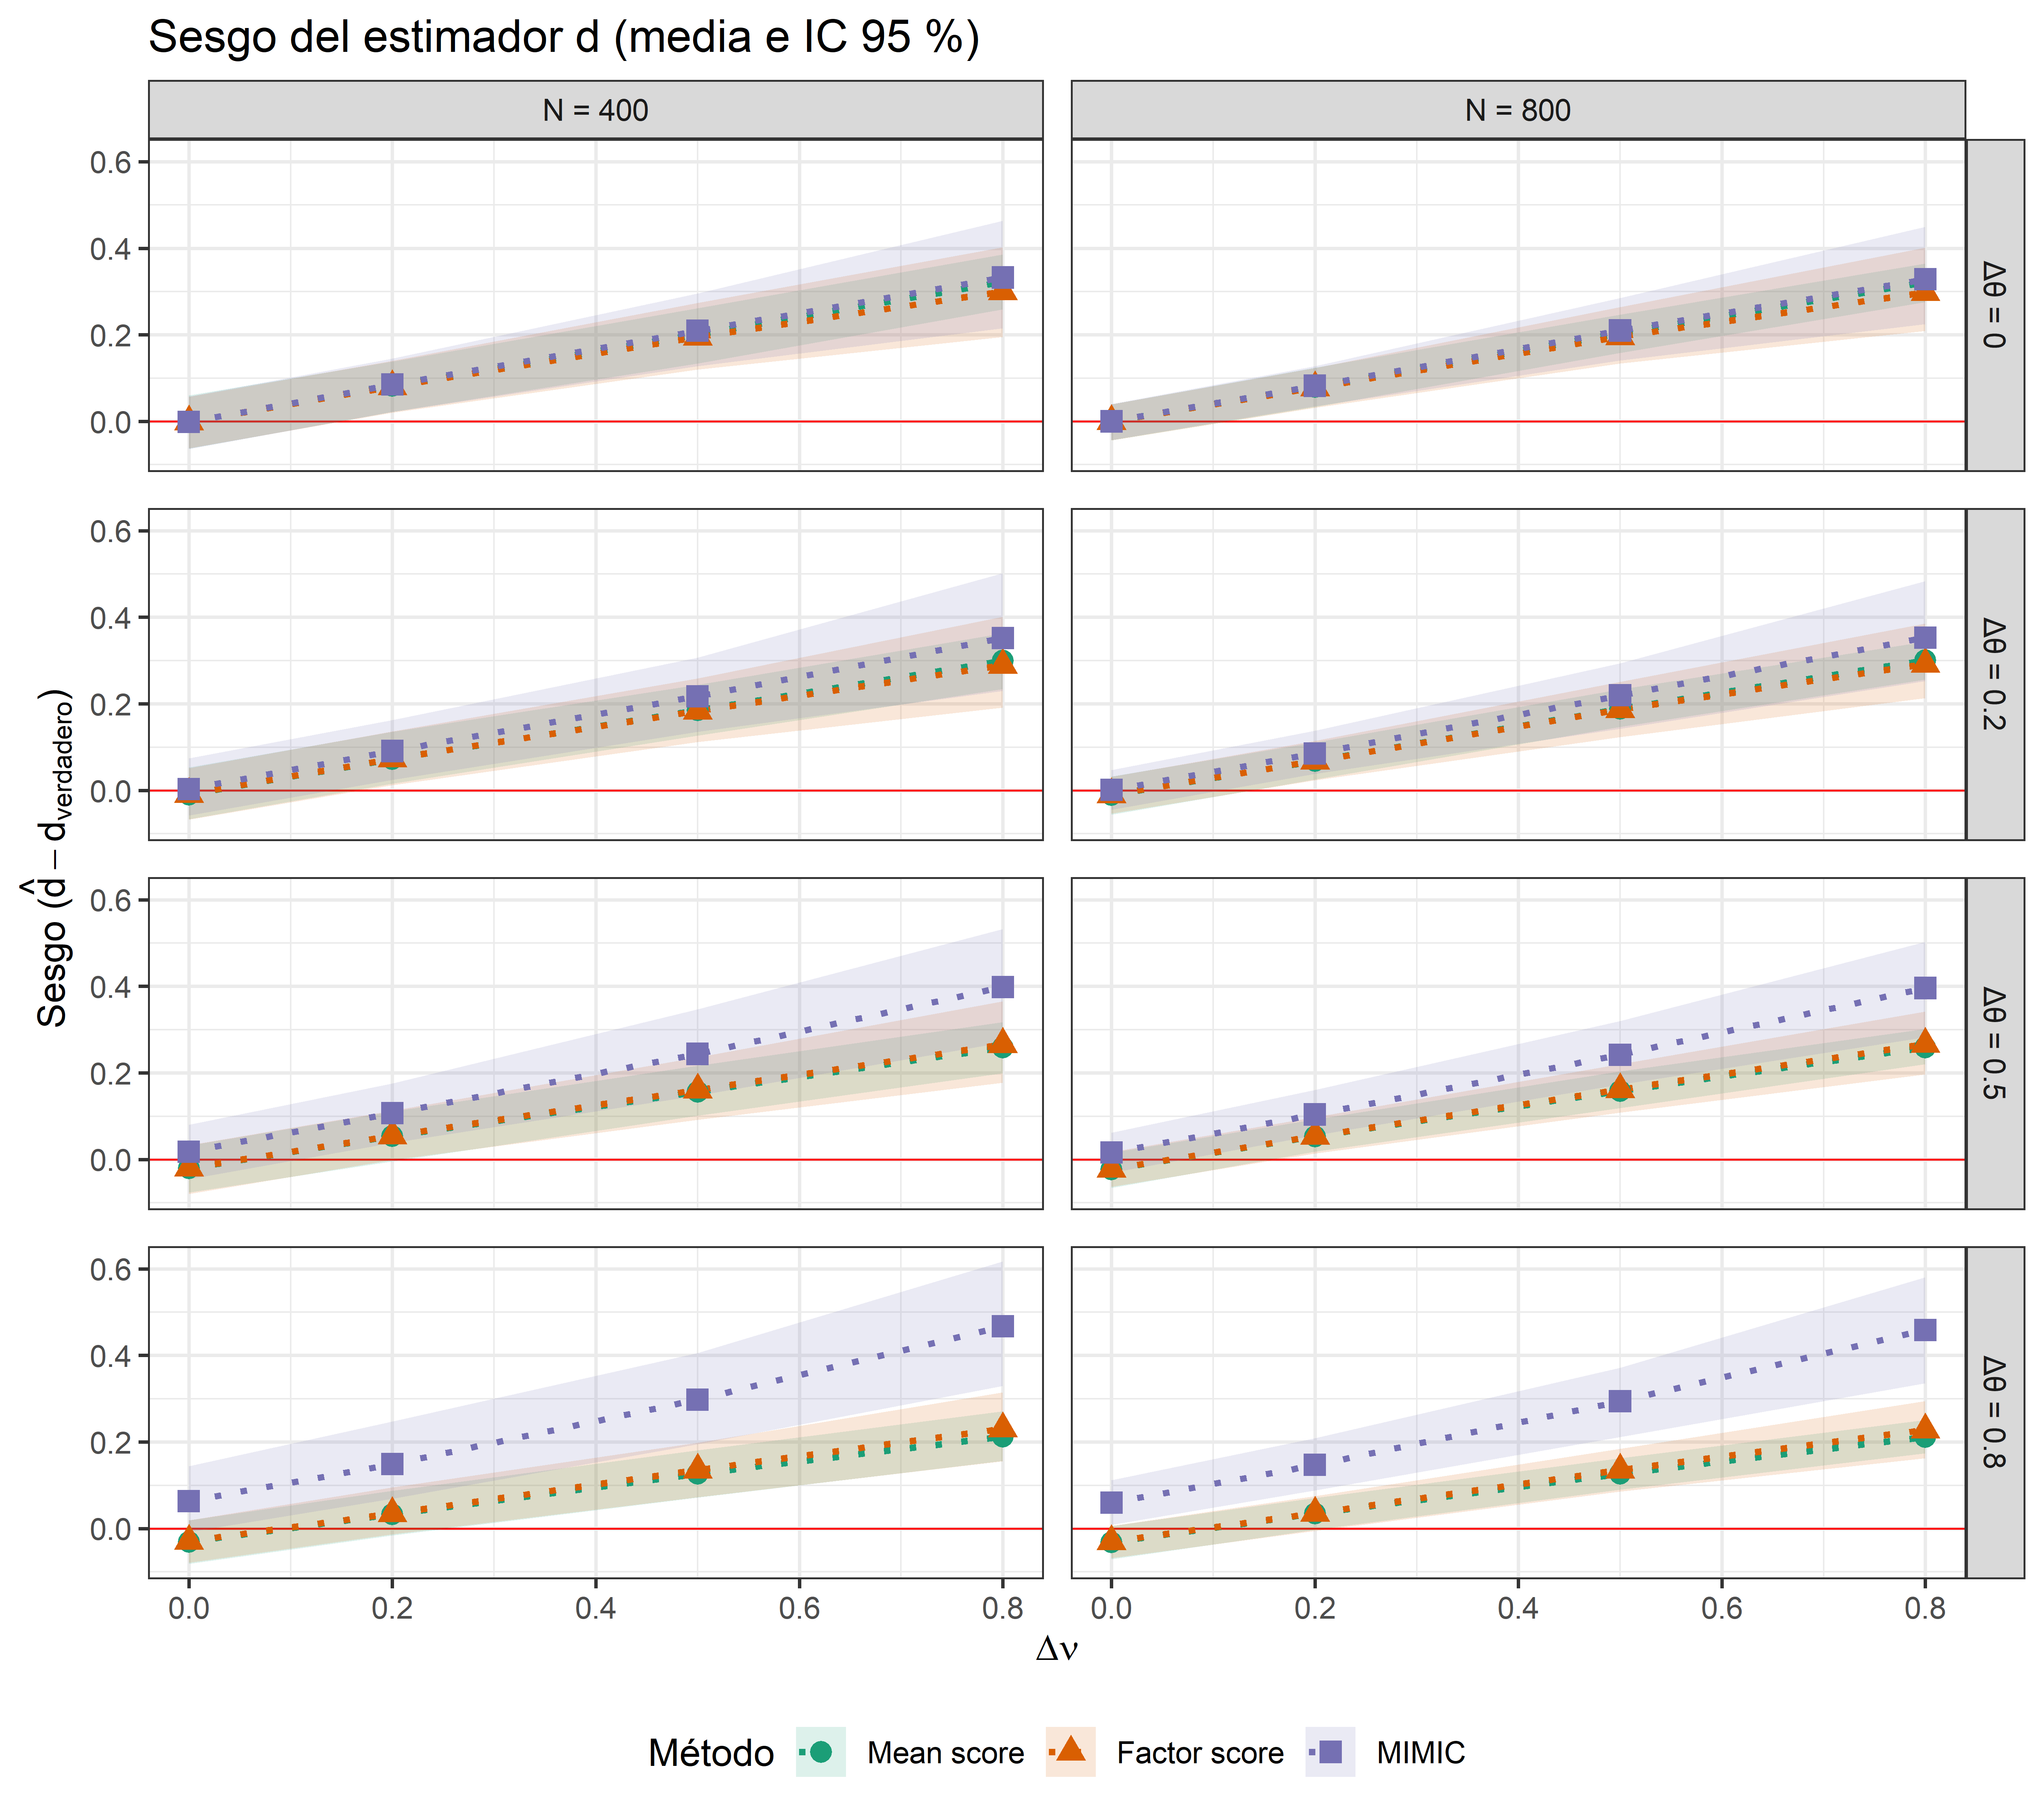 Sesgo del estimador d (media e IC 95 %)
N = 400
N = 800
0.6
0.4
0.2
0.0
Δθ = 0
0.6
0.4
0.2
0.0
Δθ = 0.2
0.6
0.4
0.2
0.0
Δθ = 0.5
0.6
0.4
0.2
0.0
Δθ = 0.8
Sesgo (d̂ − dverdadero)
0.0 0.2 0.4 0.6 0.8 0.0 0.2 0.4 0.6 0.8
Δν
Método Mean score Factor score MIMIC